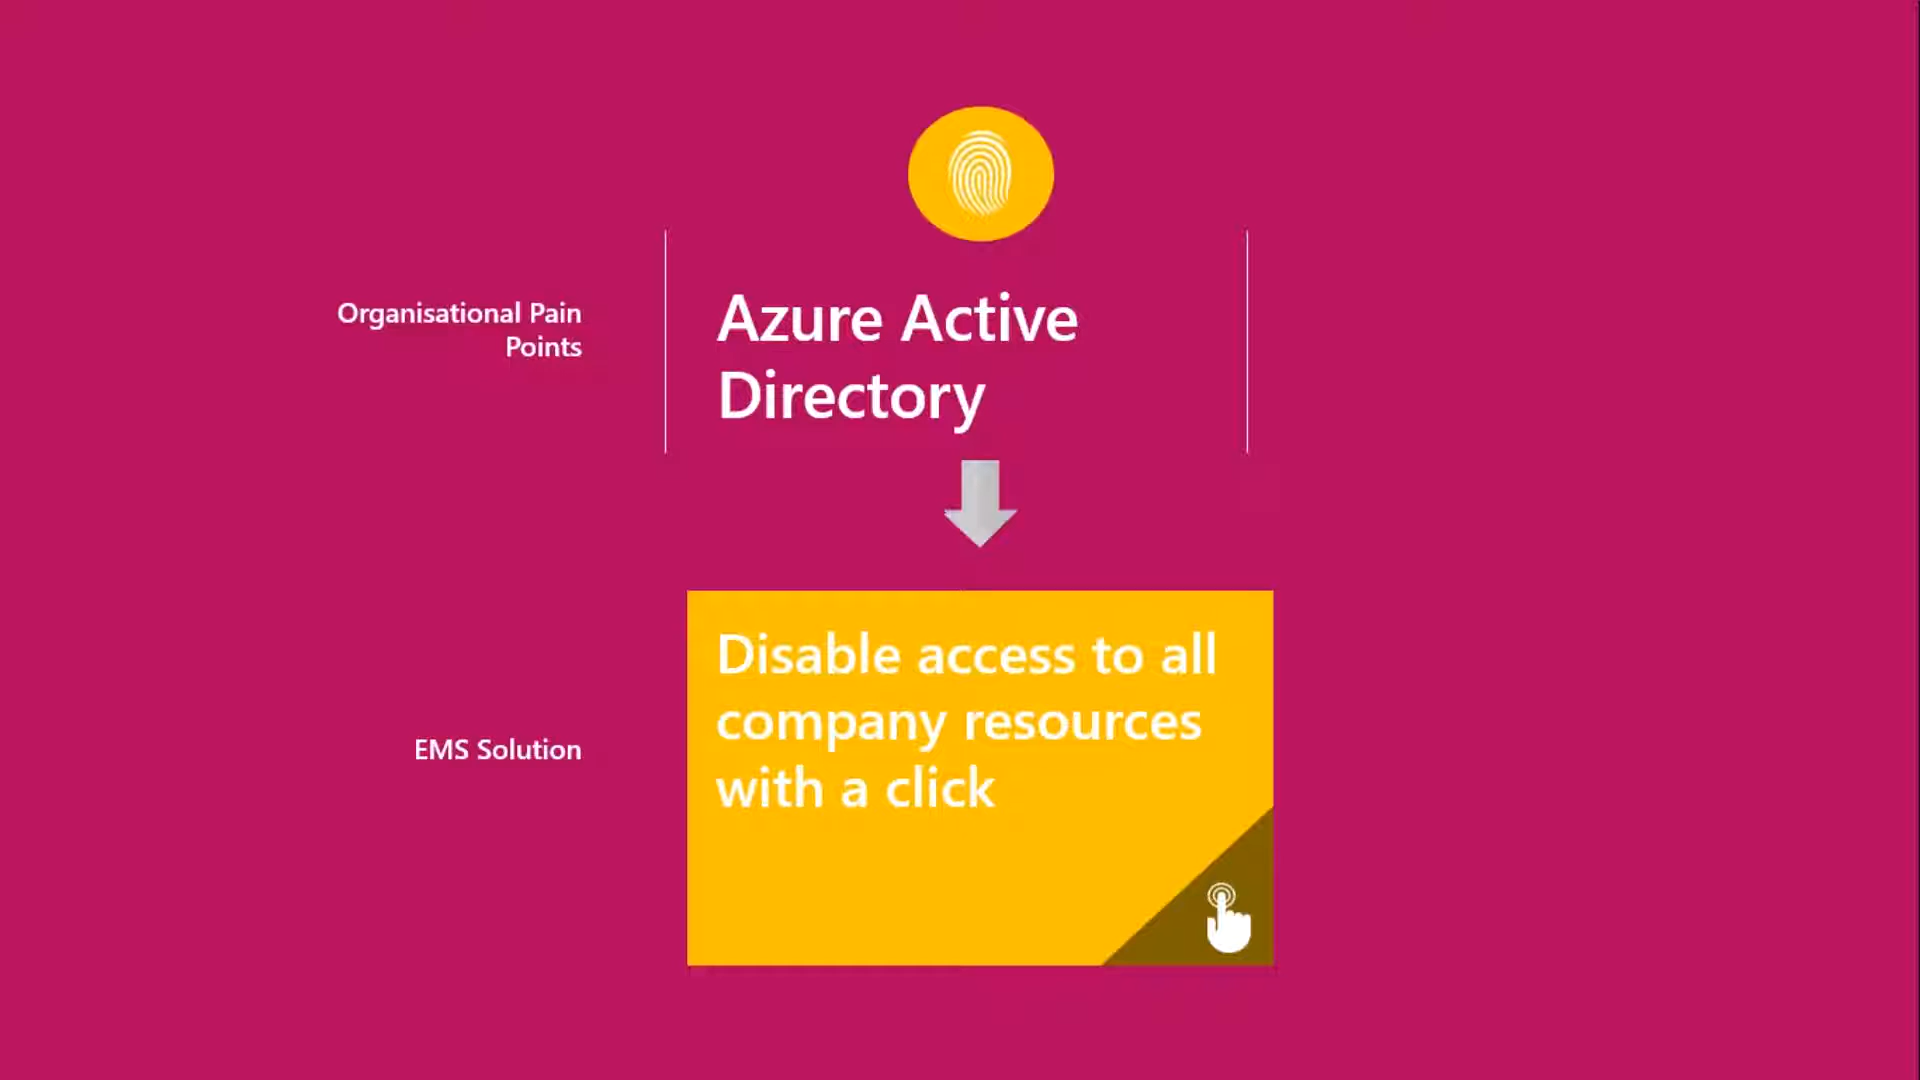 Organisational Pain
Points
Azure Active
Directory
EMS Solution
Disable access to all
company resources
with a click